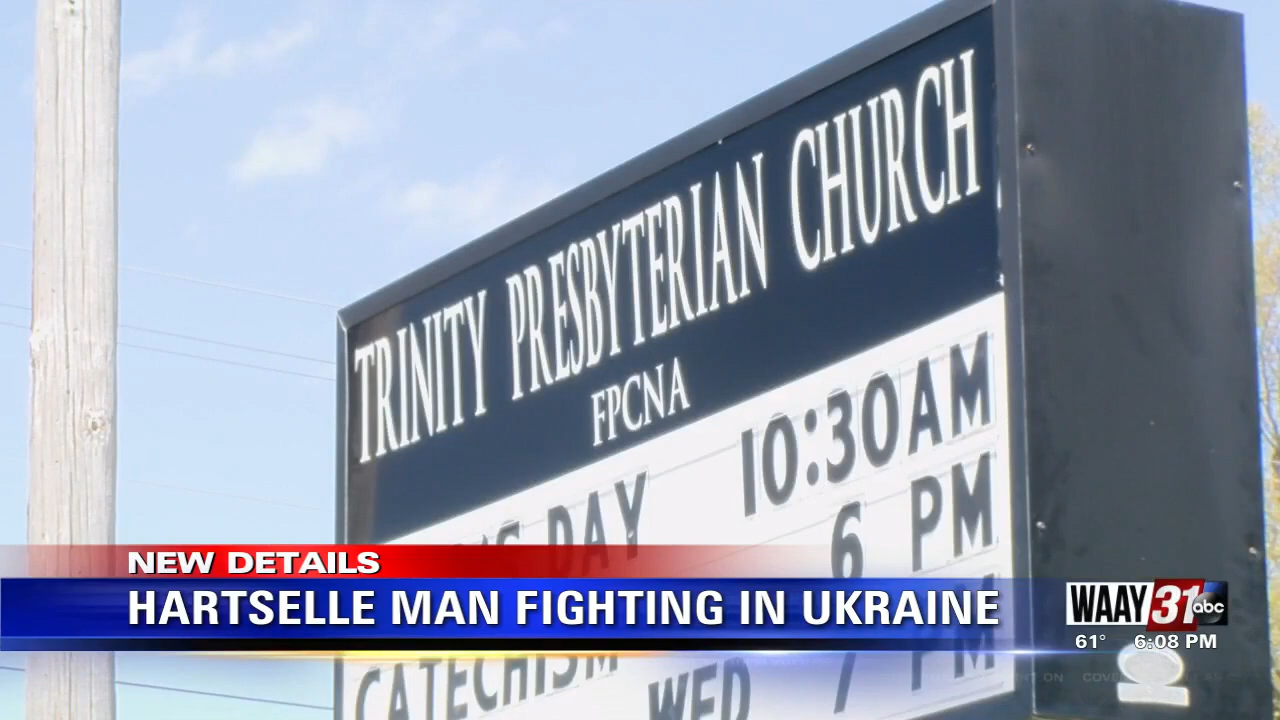 TRINITY PRESBYTERIAN CHURCH
FPCNA
DAY 10:30AM
6 PM
NEW DETAILS
HARTSELLE MAN FIGHTING IN UKRAINE
WAAY 31 abc
61° 6:08 PM
CATECHISM
WED 7 PM